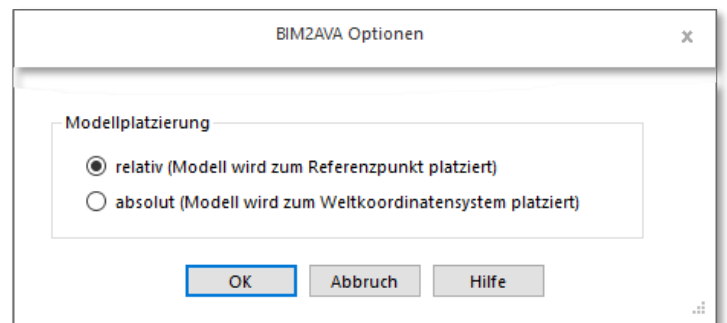 BIM2AVA Optionen
Modellplatzierung
relativ (Modell wird zum Referenzpunkt platziert)
absolut (Modell wird zum Weltkoordinatensystem platziert)
OK Abbruch Hilfe